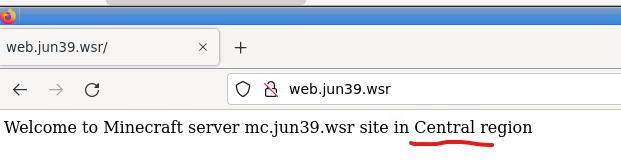 web.jun39.wsr/
web.jun39.wsr
Welcome to Minecraft server mc.jun39.wsr site in Central region